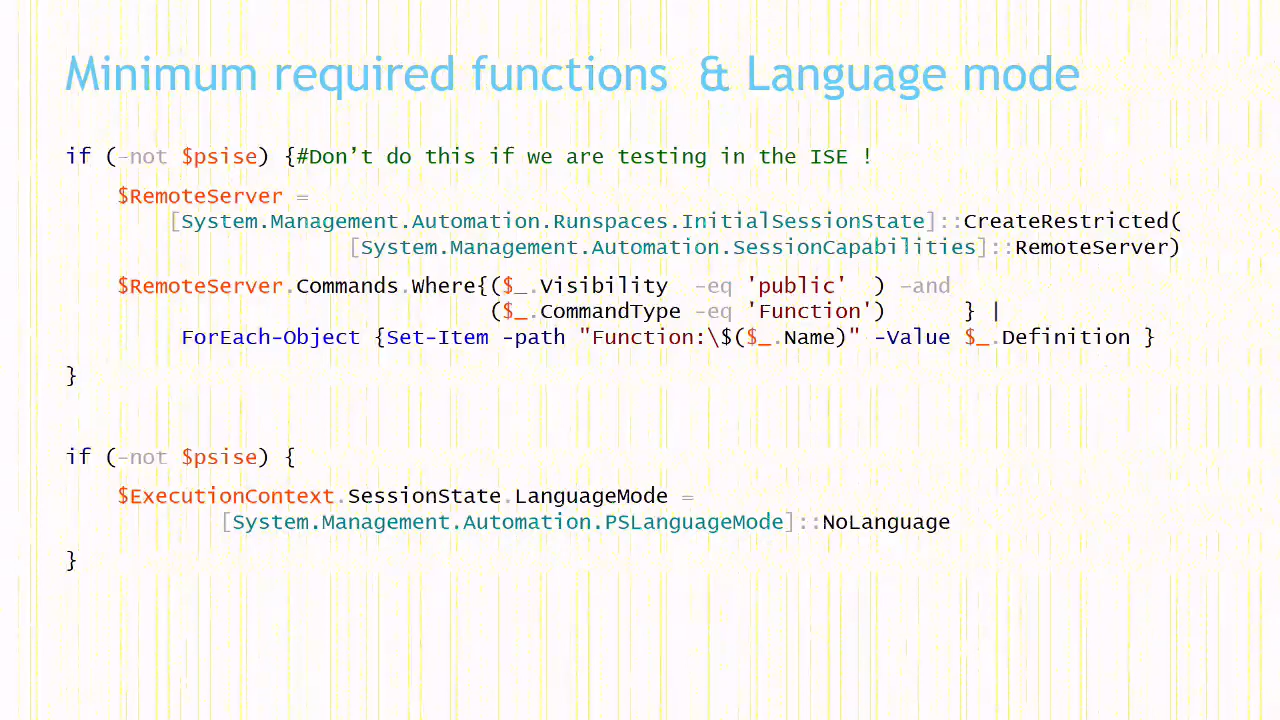 Minimum required functions & Language mode
if (-not $psise) {#Don’t do this if we are testing in the ISE !
$RemoteServer =
[System.Management.Automation.Runspaces.InitialSessionState]::CreateRestricted(
[System.Management.Automation.SessionCapabilities]::RemoteServer)
$RemoteServer.Commands.Where{($_.Visibility –eq 'public' ) –and
($_.CommandType –eq 'Function') } |
ForEach-Object {Set-Item -path "Function:\$($_.Name)" -Value $_.Definition }
}
if (-not $psise) {
$ExecutionContext.SessionState.LanguageMode =
[System.Management.Automation.PSLanguageMode]::NoLanguage
}